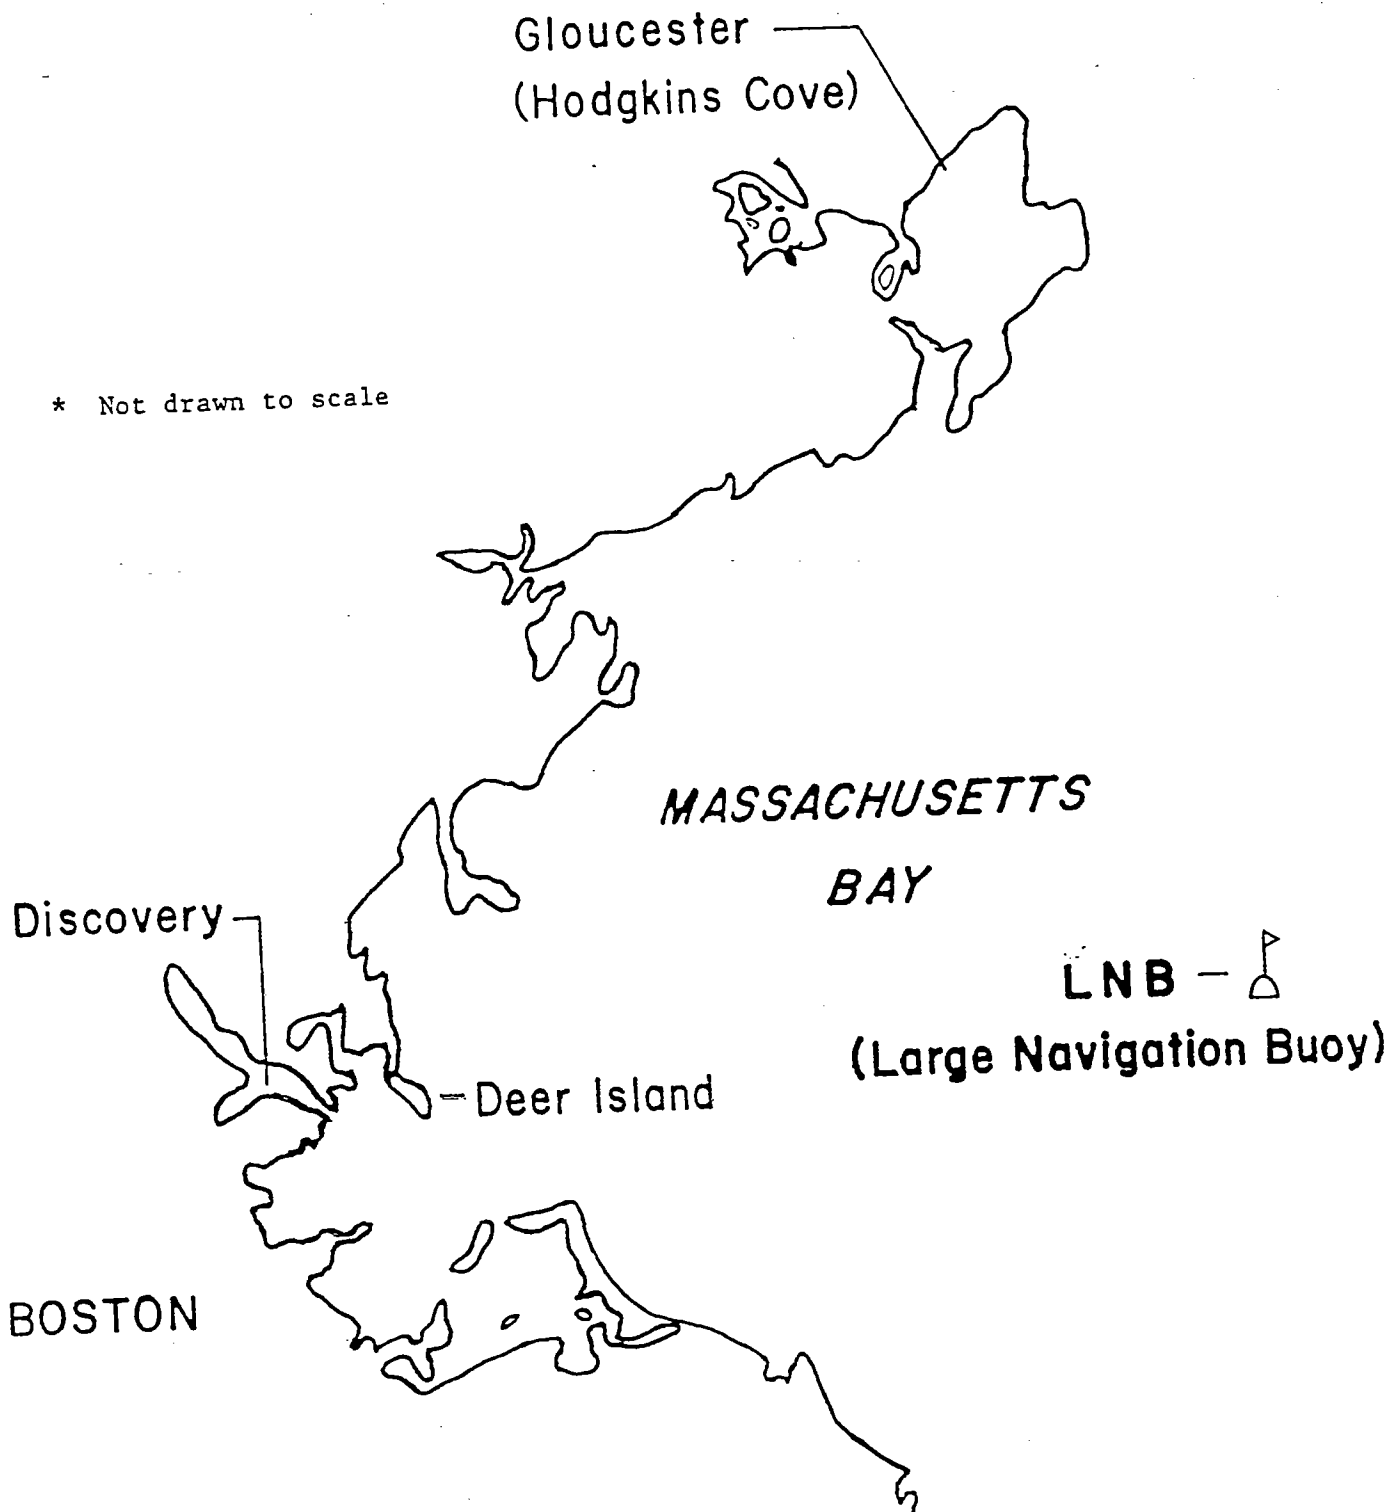 Gloucester
(Hodgkins Cove)
* Not drawn to scale
MASSACHUSETTS
BAY
Discovery
LNB
(Large Navigation Buoy)
Deer Island
BOSTON